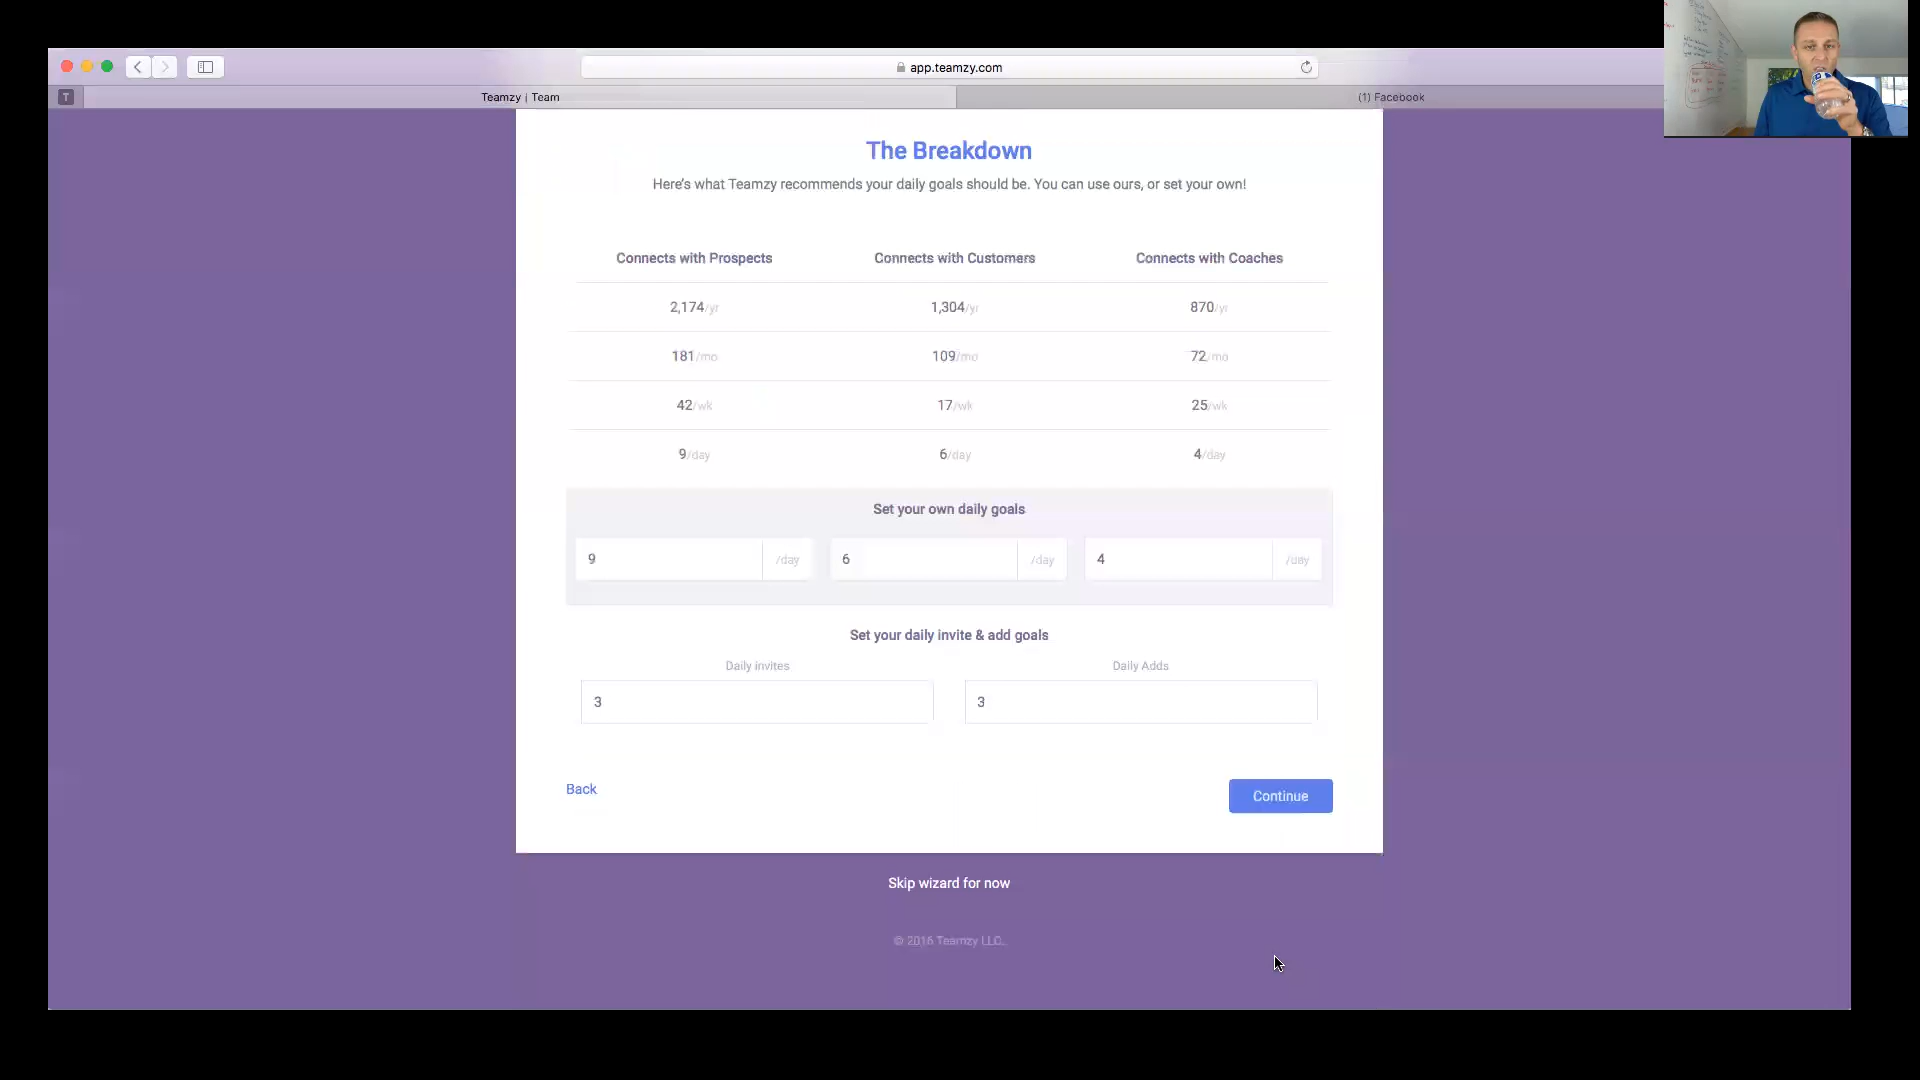 app.teamzy.com
T
Teamzy | Team
(1) Facebook
The Breakdown
Here's what Teamzy recommends your daily goals should be. You can use ours, or set your own!
Connects with Prospects Connects with Customers Connects with Coaches
2,174/yr 1,304/yr 870/yr
181/mo 109/mo 72/mo
42/wk 17/wk 25/wk
9/day 6/day 4/day
Set your own daily goals
9 /day 6 /day 4 /day
Set your daily invite & add goals
Daily invites Daily Adds
3 3
Back Continue
Skip wizard for now
© 2016 Teamzy LLC.